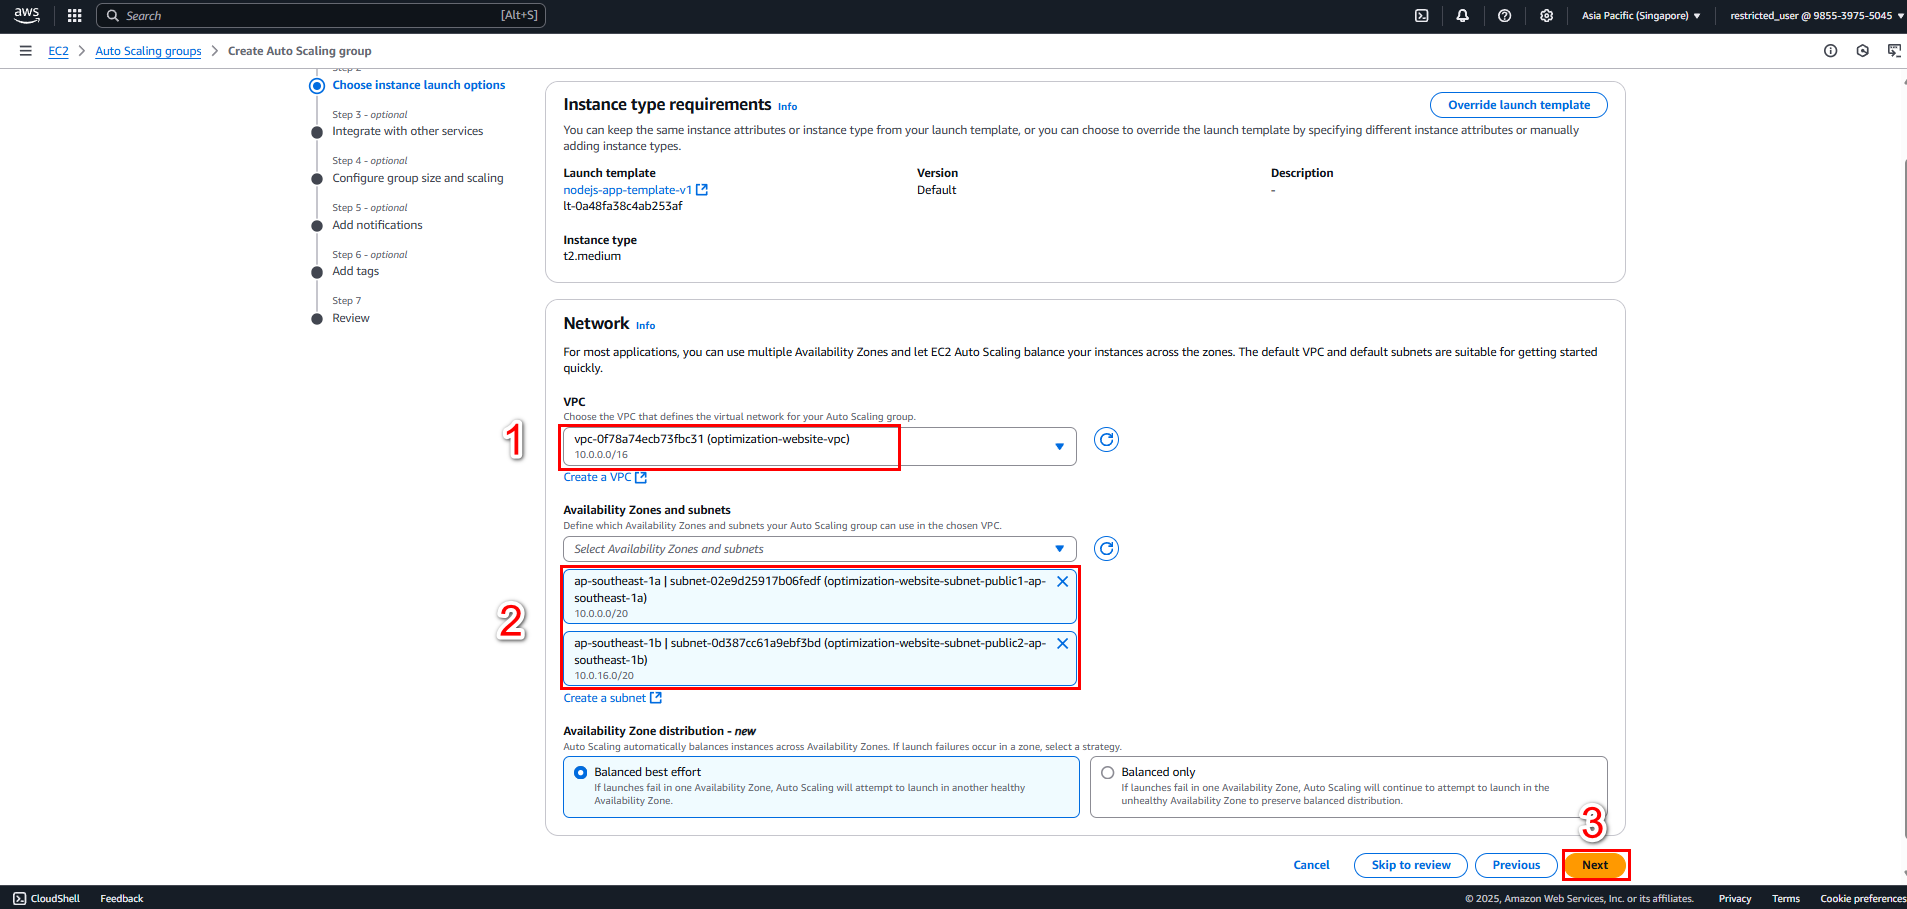 aws
Search
[Alt+S]
Asia Pacific (Singapore)
restricted_user @ 9855-3975-5045
EC2
Auto Scaling groups
Create Auto Scaling group
Choose instance launch options
Step 3 - optional
Integrate with other services
Step 4 - optional
Configure group size and scaling
Step 5 - optional
Add notifications
Step 6 - optional
Add tags
Step 7
Review
Instance type requirements Info
Override launch template
You can keep the same instance attributes or instance type from your launch template, or you can choose to override the launch template by specifying different instance attributes or manually
adding instance types.
Launch template
nodejs-app-template-v1
lt-0a48fa38c4ab253af
Version
Default
Description
-
Instance type
t2.medium
Network Info
For most applications, you can use multiple Availability Zones and let EC2 Auto Scaling balance your instances across the zones. The default VPC and default subnets are suitable for getting started
quickly.
VPC
Choose the VPC that defines the virtual network for your Auto Scaling group.
1
vpc-0f78a74ecb73fbc31 (optimization-website-vpc)
10.0.0.0/16
Create a VPC
Availability Zones and subnets
Define which Availability Zones and subnets your Auto Scaling group can use in the chosen VPC.
Select Availability Zones and subnets
2
ap-southeast-1a | subnet-02e9d25917b06fedf (optimization-website-subnet-public1-ap-
southeast-1a)
10.0.0.0/20
ap-southeast-1b | subnet-0d387cc61a9ebf3bd (optimization-website-subnet-public2-ap-
southeast-1b)
10.0.16.0/20
Create a subnet
Availability Zone distribution - new
Auto Scaling automatically balances instances across Availability Zones. If launch failures occur in a zone, select a strategy.
Balanced best effort
If launches fail in one Availability Zone, Auto Scaling will attempt to launch in another healthy
Availability Zone.
Balanced only
If launches fail in one Availability Zone, Auto Scaling will continue to attempt to launch in the
unhealthy Availability Zone to preserve balanced distribution.
3
Cancel
Skip to review
Previous
Next
CloudShell
Feedback
© 2025, Amazon Web Services, Inc. or its affiliates.
Privacy
Terms
Cookie preferences